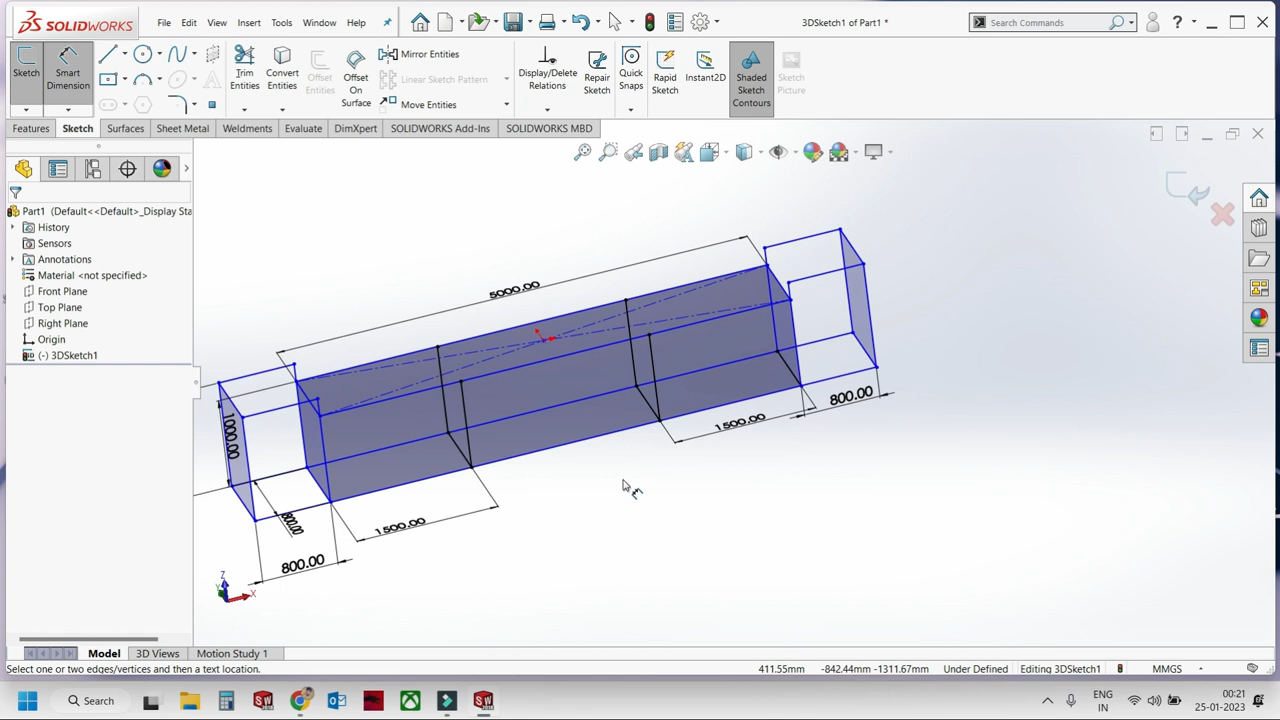 SOLIDWORKS File Edit View Insert Tools Window Help 3DSketch1 of Part1 * Search Commands ?
Sketch Smart Dimension Trim Entities Convert Entities Offset Entities Offset On Surface Mirror Entities Linear Sketch Pattern Move Entities Display/Delete Relations Repair Sketch Quick Snaps Rapid Sketch Instant2D Shaded Sketch Contours Sketch Picture
Features Sketch Surfaces Sheet Metal Weldments Evaluate DimXpert SOLIDWORKS Add-Ins SOLIDWORKS MBD
Part1 (Default<<Default>_Display Sta
History
Sensors
Annotations
Material <not specified>
Front Plane
Top Plane
Right Plane
Origin
(-) 3DSketch1
5000.00
1000.00
800.00
1500.00
800.00
1500.00
800.00
Z
Y
X
Model 3D Views Motion Study 1
Select one or two edges/vertices and then a text location. 411.55mm -842.44mm -1311.67mm Under Defined Editing 3DSketch1 MMGS
Search ENG IN 00:21 25-01-2023